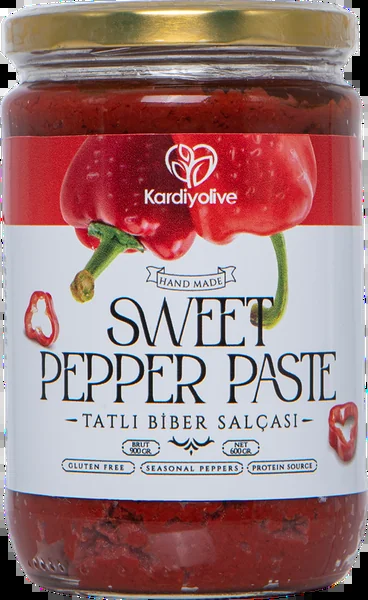 Kardiyolive
HAND MADE
SWEET
PEPPER PASTE
TATLI BİBER SALÇASI
BRUT
900 GR.
NET
600 GR.
GLUTEN FREE
SEASONAL PEPPERS
PROTEIN SOURCE